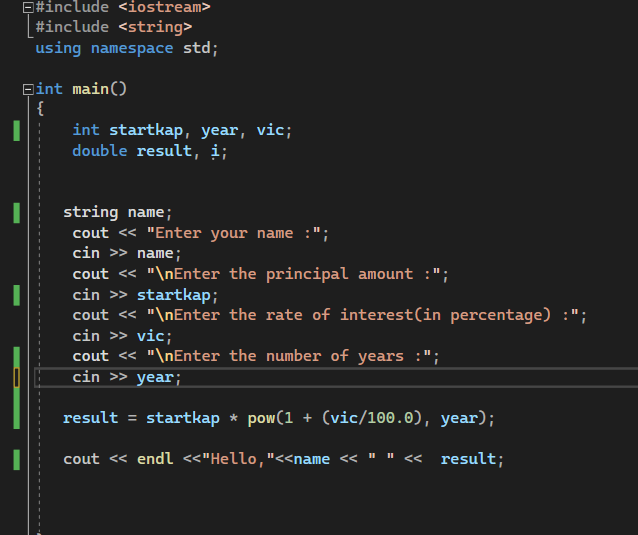 #include <iostream>
#include <string>
using namespace std;
int main()
{
int startkap, year, vic;
double result, i;
string name;
cout << "Enter your name :";
cin >> name;
cout << "\nEnter the principal amount :";
cin >> startkap;
cout << "\nEnter the rate of interest(in percentage) :";
cin >> vic;
cout << "\nEnter the number of years :";
cin >> year;
result = startkap * pow(1 + (vic/100.0), year);
cout << endl <<"Hello,"<<name << " " <<  result;